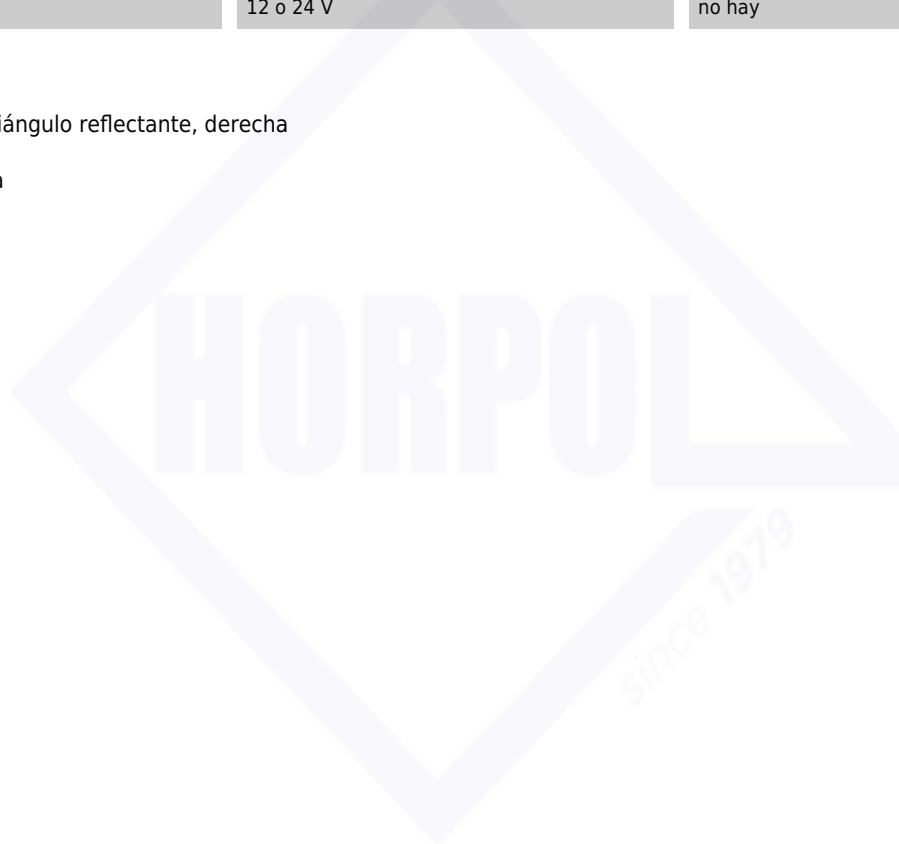 12 o 24 V
no hay
iángulo reflectante, derecha
a
HORPOL
since 1979